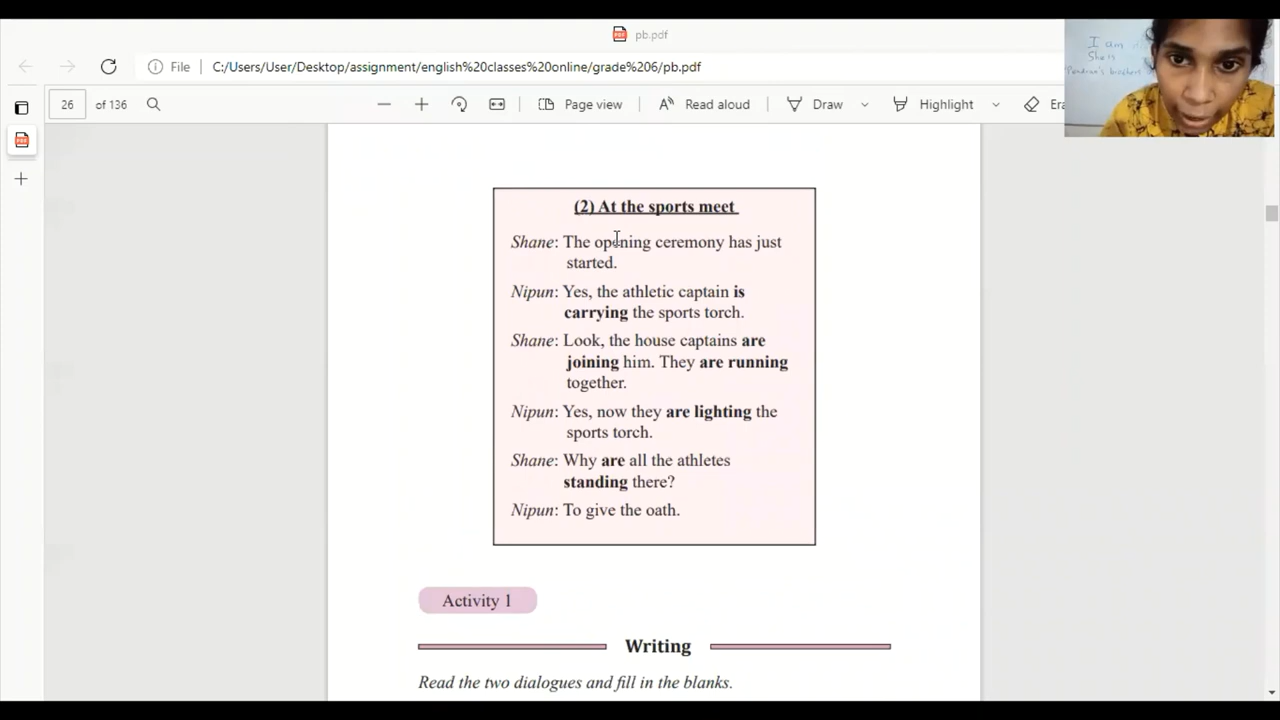 pb.pdf
File C:/Users/User/Desktop/assignment/english%20classes%20online/grade%206/pb.pdf
26 of 136 Page view Read aloud Draw Highlight
I am
She is
(2) At the sports meet
Shane: The opening ceremony has just
started.
Nipun: Yes, the athletic captain is
carrying the sports torch.
Shane: Look, the house captains are
joining him. They are running
together.
Nipun: Yes, now they are lighting the
sports torch.
Shane: Why are all the athletes
standing there?
Nipun: To give the oath.
Activity 1
Writing
Read the two dialogues and fill in the blanks.